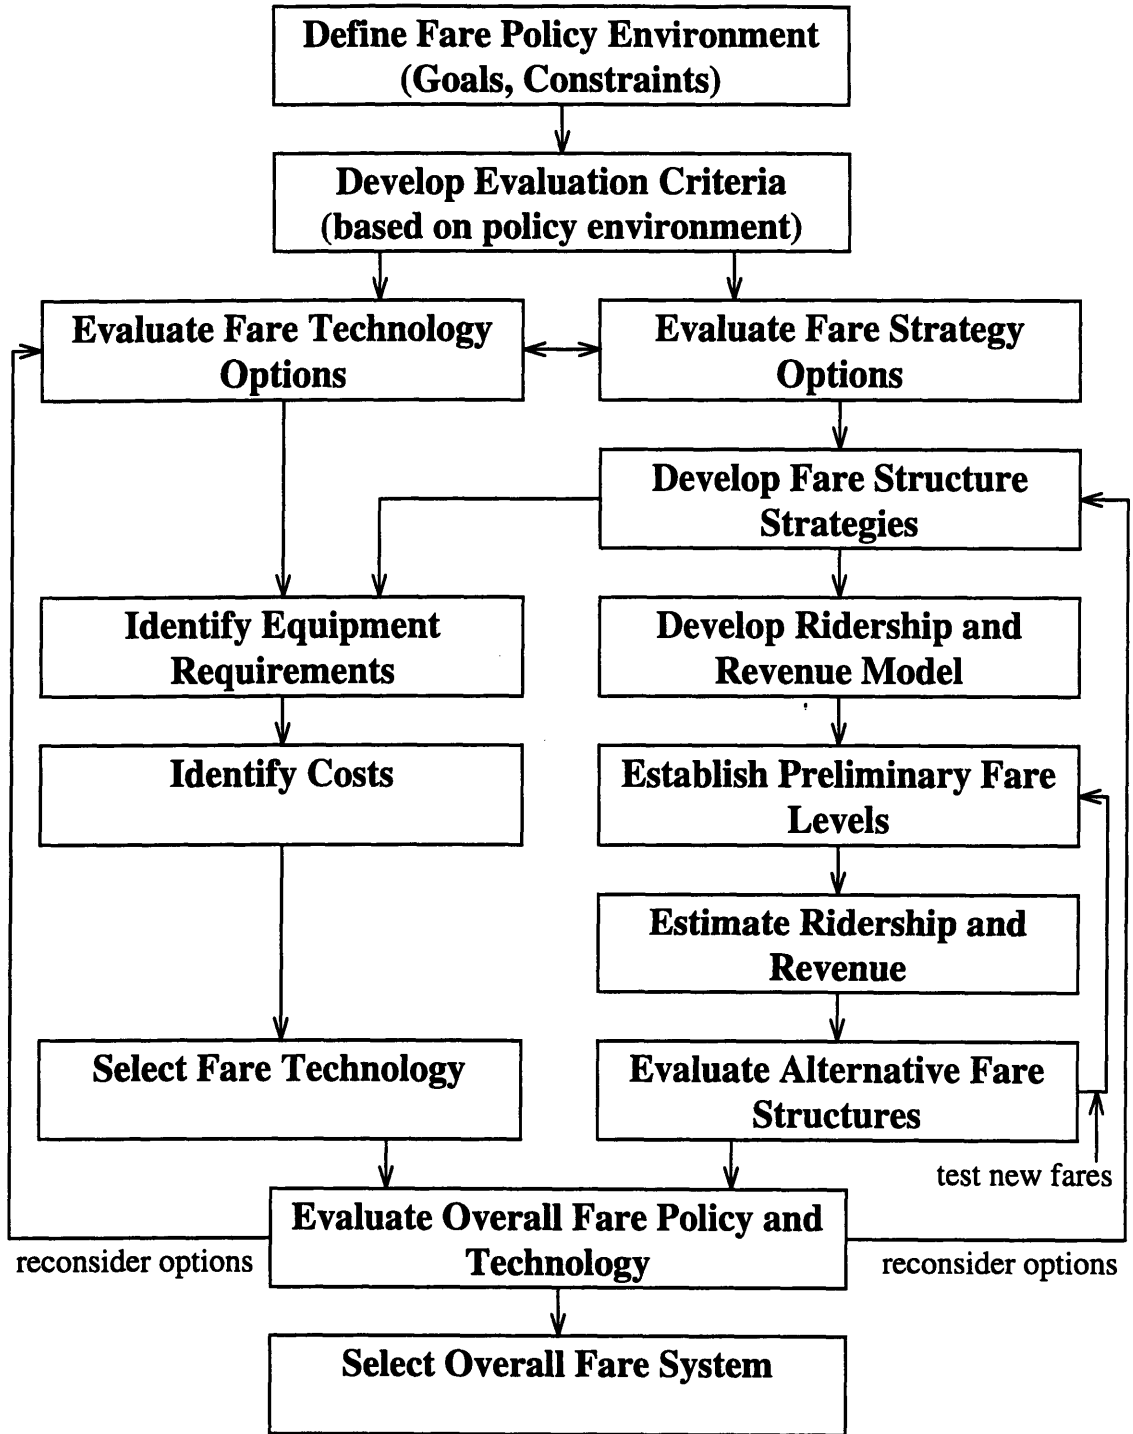 Define Fare Policy Environment
(Goals, Constraints)
Develop Evaluation Criteria
(based on policy environment)
Evaluate Fare Technology
Options
Evaluate Fare Strategy
Options
Develop Fare Structure
Strategies
Identify Equipment
Requirements
Develop Ridership and
Revenue Model
Identify Costs
Establish Preliminary Fare
Levels
Estimate Ridership and
Revenue
Select Fare Technology
Evaluate Alternative Fare
Structures
test new fares
Evaluate Overall Fare Policy and
Technology
reconsider options
reconsider options
Select Overall Fare System